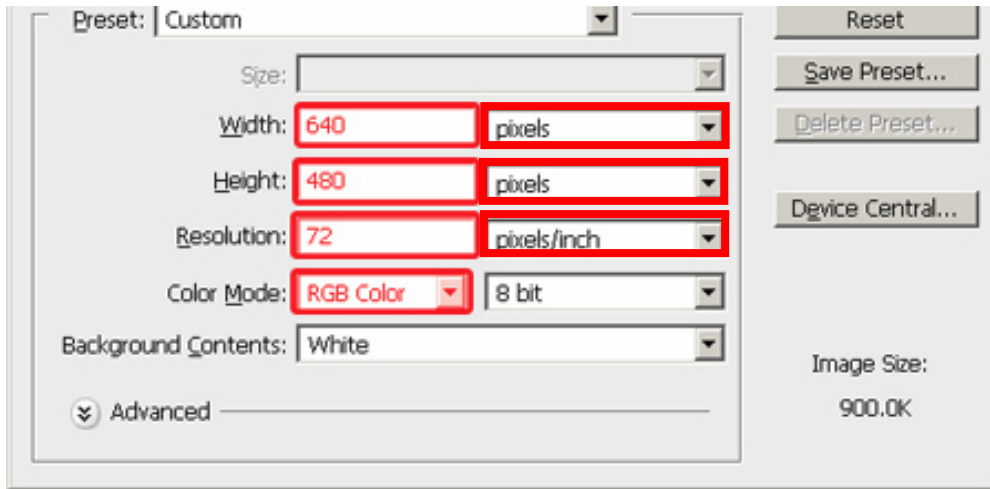 Preset: Custom Reset
Size: Save Preset...
Width: 640 pixels Delete Preset...
Height: 480 pixels
Device Central...
Resolution: 72 pixels/inch
Color Mode: RGB Color 8 bit
Background Contents: White
Image Size:
Advanced 900.0K